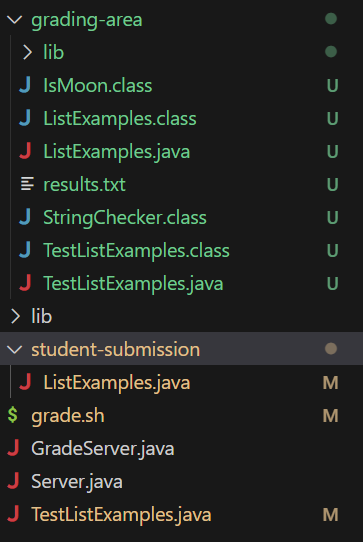 grading-area
lib
IsMoon.class U
ListExamples.class U
ListExamples.java U
results.txt U
StringChecker.class U
TestListExamples.class U
TestListExamples.java U
lib
student-submission
ListExamples.java M
$ grade.sh M
GradeServer.java
Server.java
TestListExamples.java M